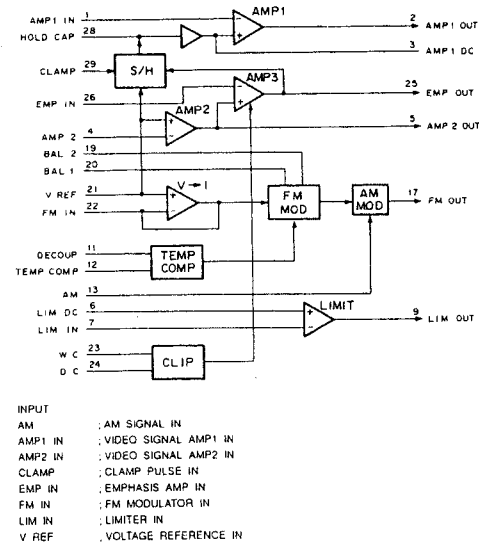 AMP1 IN 1
AMP1
2 AMP1 OUT
HOLD CAP 28
3 AMP1 DC
CLAMP 29
S/H
AMP3
25 EMP OUT
EMP IN 26
AMP2
5 AMP2 OUT
AMP 2 4
BAL 2 19
BAL 1 20
V REF 21
V → I
FM IN 22
FM MOD
AM MOD
17 FM OUT
DECOUP 11
TEMP COMP 12
TEMP COMP
AM 13
LIM DC 6
LIMIT
LIM IN 7
9 LIM OUT
W C 23
D C 24
CLIP
INPUT
AM ; AM SIGNAL IN
AMP1 IN ; VIDEO SIGNAL AMP1 IN
AMP2 IN ; VIDEO SIGNAL AMP2 IN
CLAMP ; CLAMP PULSE IN
EMP IN ; EMPHASIS AMP IN
FM IN ; FM MODULATOR IN
LIM IN ; LIMITER IN
V REF ; VOLTAGE REFERENCE IN